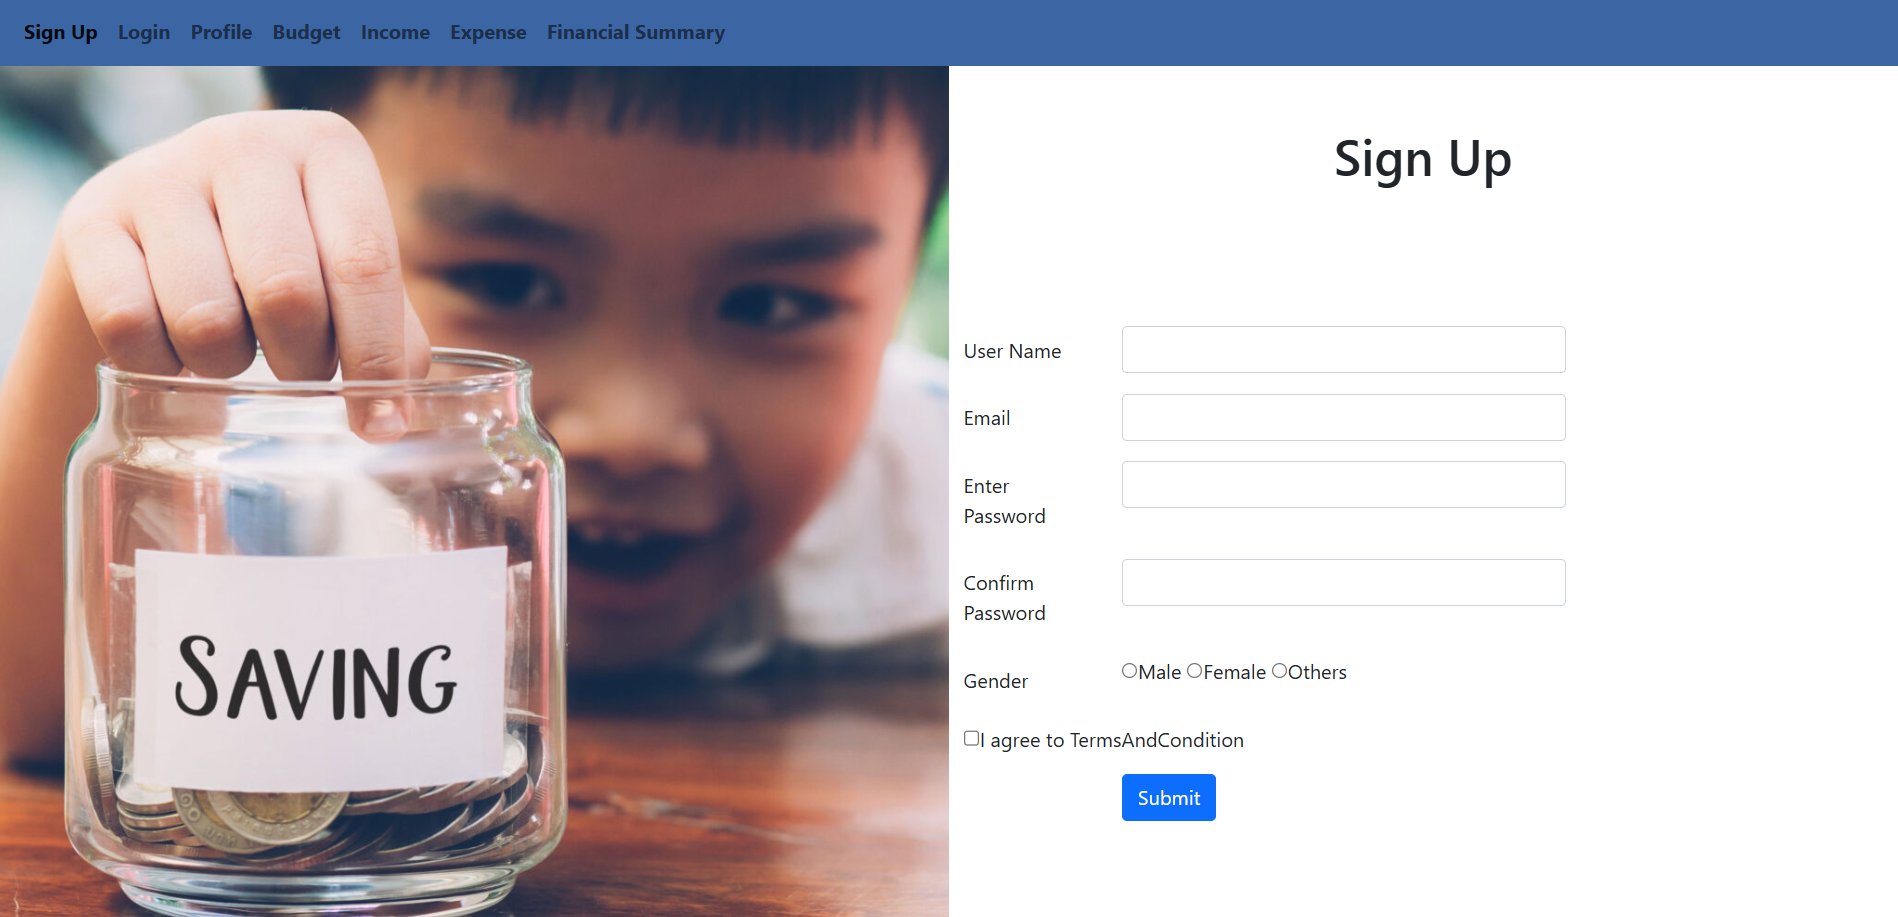 Sign Up Login Profile Budget Income Expense Financial Summary
Sign Up
User Name
Email
Enter
Password
Confirm
Password
Gender
Male Female Others
I agree to TermsAndCondition
Submit
SAVING